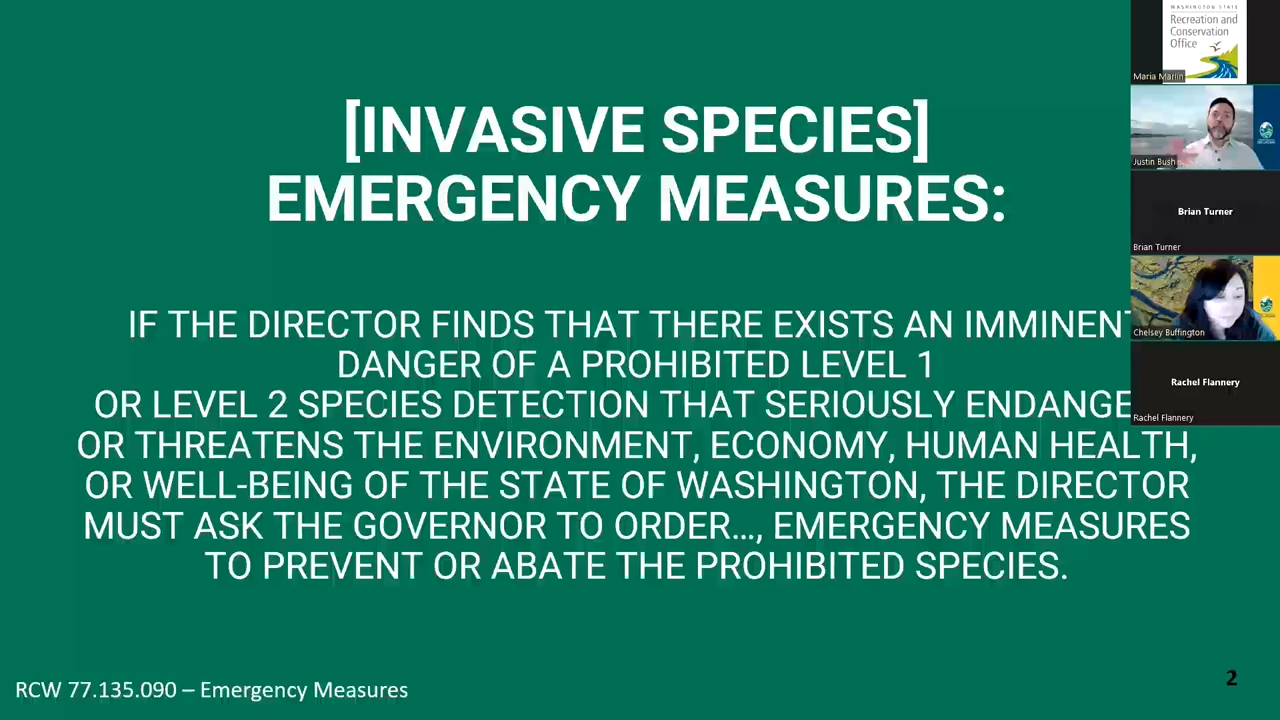 [INVASIVE SPECIES]
EMERGENCY MEASURES:
IF THE DIRECTOR FINDS THAT THERE EXISTS AN IMMINENT
DANGER OF A PROHIBITED LEVEL 1
OR LEVEL 2 SPECIES DETECTION THAT SERIOUSLY ENDANGE
OR THREATENS THE ENVIRONMENT, ECONOMY, HUMAN HEALTH,
OR WELL-BEING OF THE STATE OF WASHINGTON, THE DIRECTOR
MUST ASK THE GOVERNOR TO ORDER..., EMERGENCY MEASURES
TO PREVENT OR ABATE THE PROHIBITED SPECIES.
RCW 77.135.090 – Emergency Measures
2
WASHINGTON STATE
Recreation and
Conservation
Office
Maria Marlin
Justin Bush
Brian Turner
Brian Turner
Chelsey Buffington
Rachel Flannery
Rachel Flannery